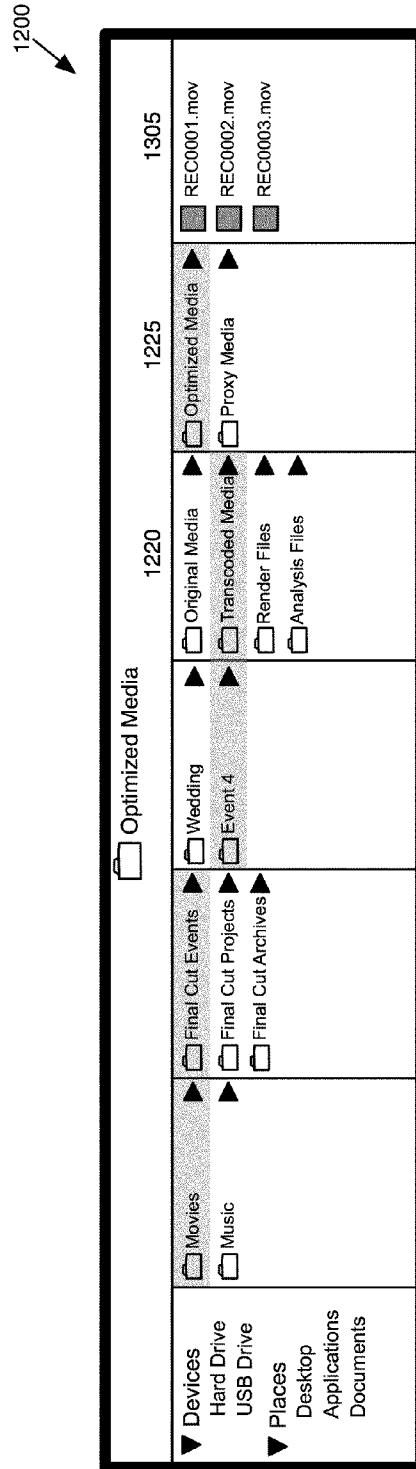 1200
Optimized Media
1220
1225
1305
Devices
Hard Drive
USB Drive
Places
Desktop
Applications
Documents
Movies
Music
Final Cut Events
Final Cut Projects
Final Cut Archives
Wedding
Event 4
Original Media
Transcoded Media
Render Files
Analysis Files
Optimized Media
Proxy Media
REC0001.mov
REC0002.mov
REC0003.mov